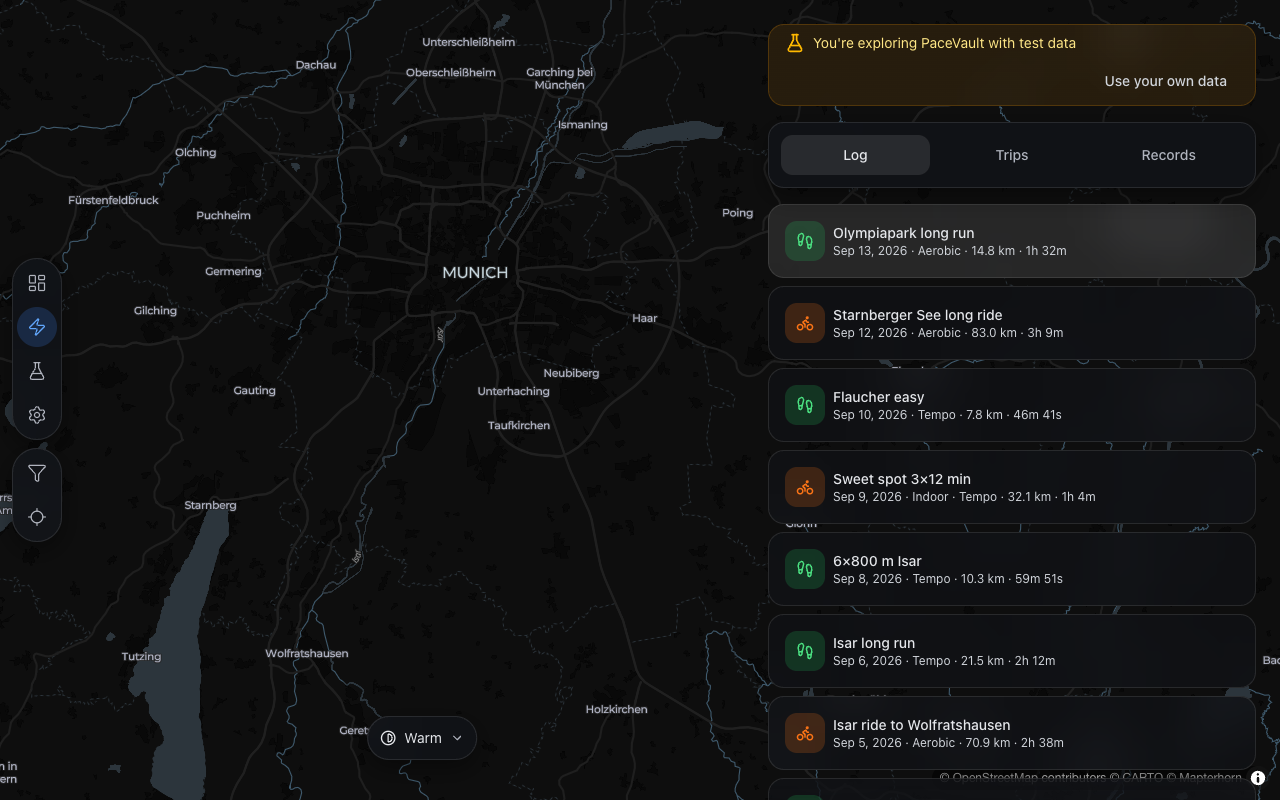 Unterschleißheim
Dachau
Oberschleißheim
Garching bei
München
Ismaning
Olching
Fürstenfeldbruck
Puchheim
Poing
Germering
MUNICH
Gilching
Haar
Isar
Neubiberg
Gauting
Unterhaching
Taufkirchen
Starnberg
Isar
Tutzing
Wolfratshausen
Holzkirchen
Warm
You're exploring PaceVault with test data
Use your own data
Log Trips Records
Olympiapark long run
Sep 13, 2026 · Aerobic · 14.8 km · 1h 32m
Starnberger See long ride
Sep 12, 2026 · Aerobic · 83.0 km · 3h 9m
Flaucher easy
Sep 10, 2026 · Tempo · 7.8 km · 46m 41s
Sweet spot 3×12 min
Sep 9, 2026 · Indoor · Tempo · 32.1 km · 1h 4m
6×800 m Isar
Sep 8, 2026 · Tempo · 10.3 km · 59m 51s
Isar long run
Sep 6, 2026 · Tempo · 21.5 km · 2h 12m
Isar ride to Wolfratshausen
Sep 5, 2026 · Aerobic · 70.9 km · 2h 38m
© OpenStreetMap contributors © CARTO © Mapterhorn